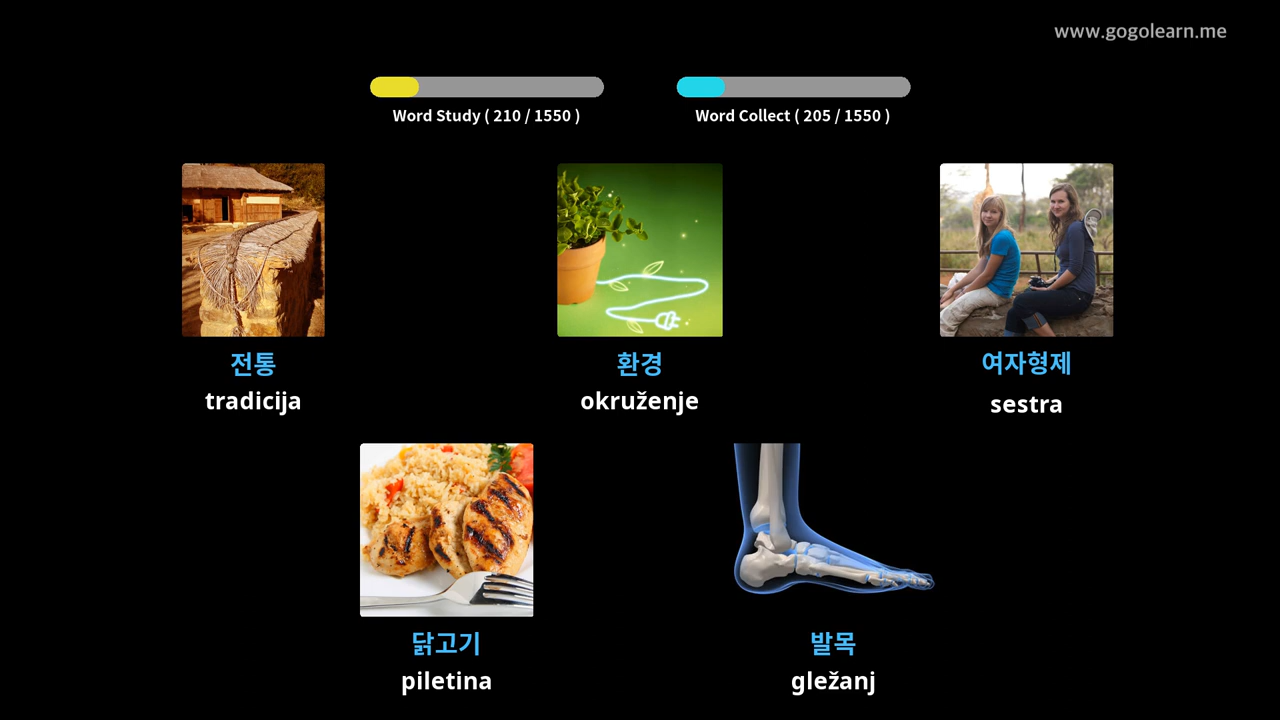 www.gogolearn.me
Word Study ( 210 / 1550 )
Word Collect ( 205 / 1550 )
전통
tradicija
환경
okruženje
여자형제
sestra
닭고기
piletina
발목
gležanj